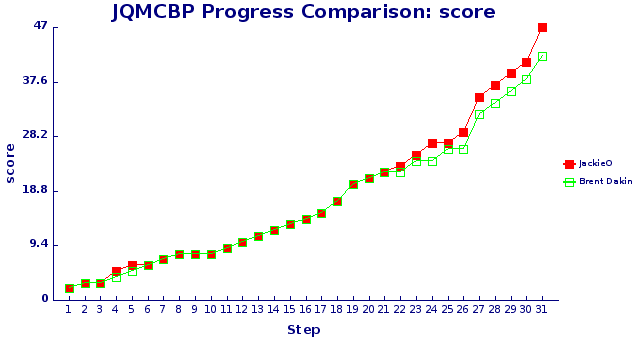 JQMCBP Progress Comparison: score
47
37.6
28.2
18.8
9.4
0
score
1 2 3 4 5 6 7 8 9 10 11 12 13 14 15 16 17 18 19 20 21 22 23 24 25 26 27 28 29 30 31
Step
JackieO
Brent Dakin